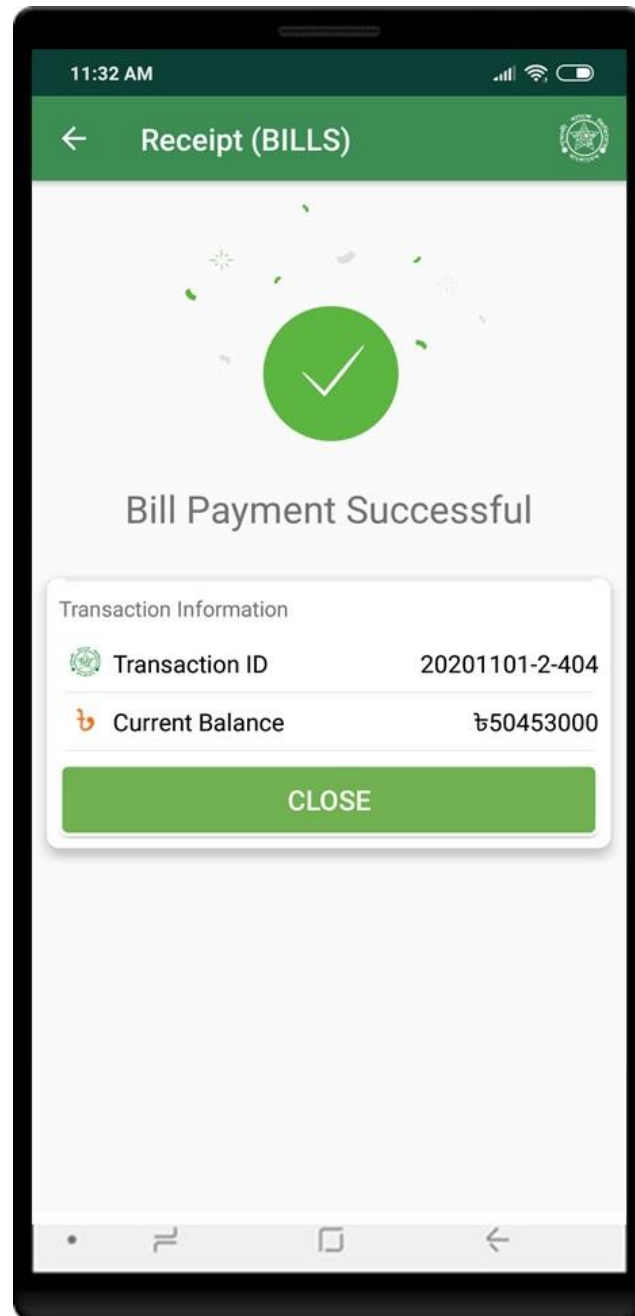 11:32 AM
Receipt (BILLS)
Bill Payment Successful
Transaction Information
Transaction ID 20201101-2-404
৳ Current Balance ৳50453000
CLOSE